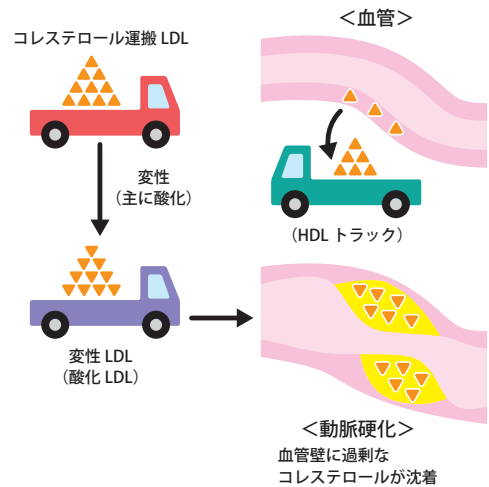 コレステロール運搬 LDL
変性
(主に酸化)
変性 LDL
(酸化 LDL)
<血管>
(HDL トラック)
<動脈硬化>
血管壁に過剰な
コレステロールが沈着